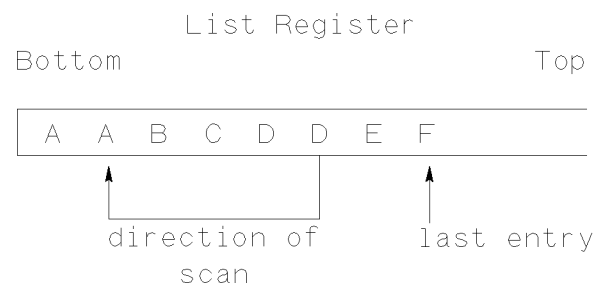 List Register
Bottom Top
A A B C D D E F
direction of last entry
scan